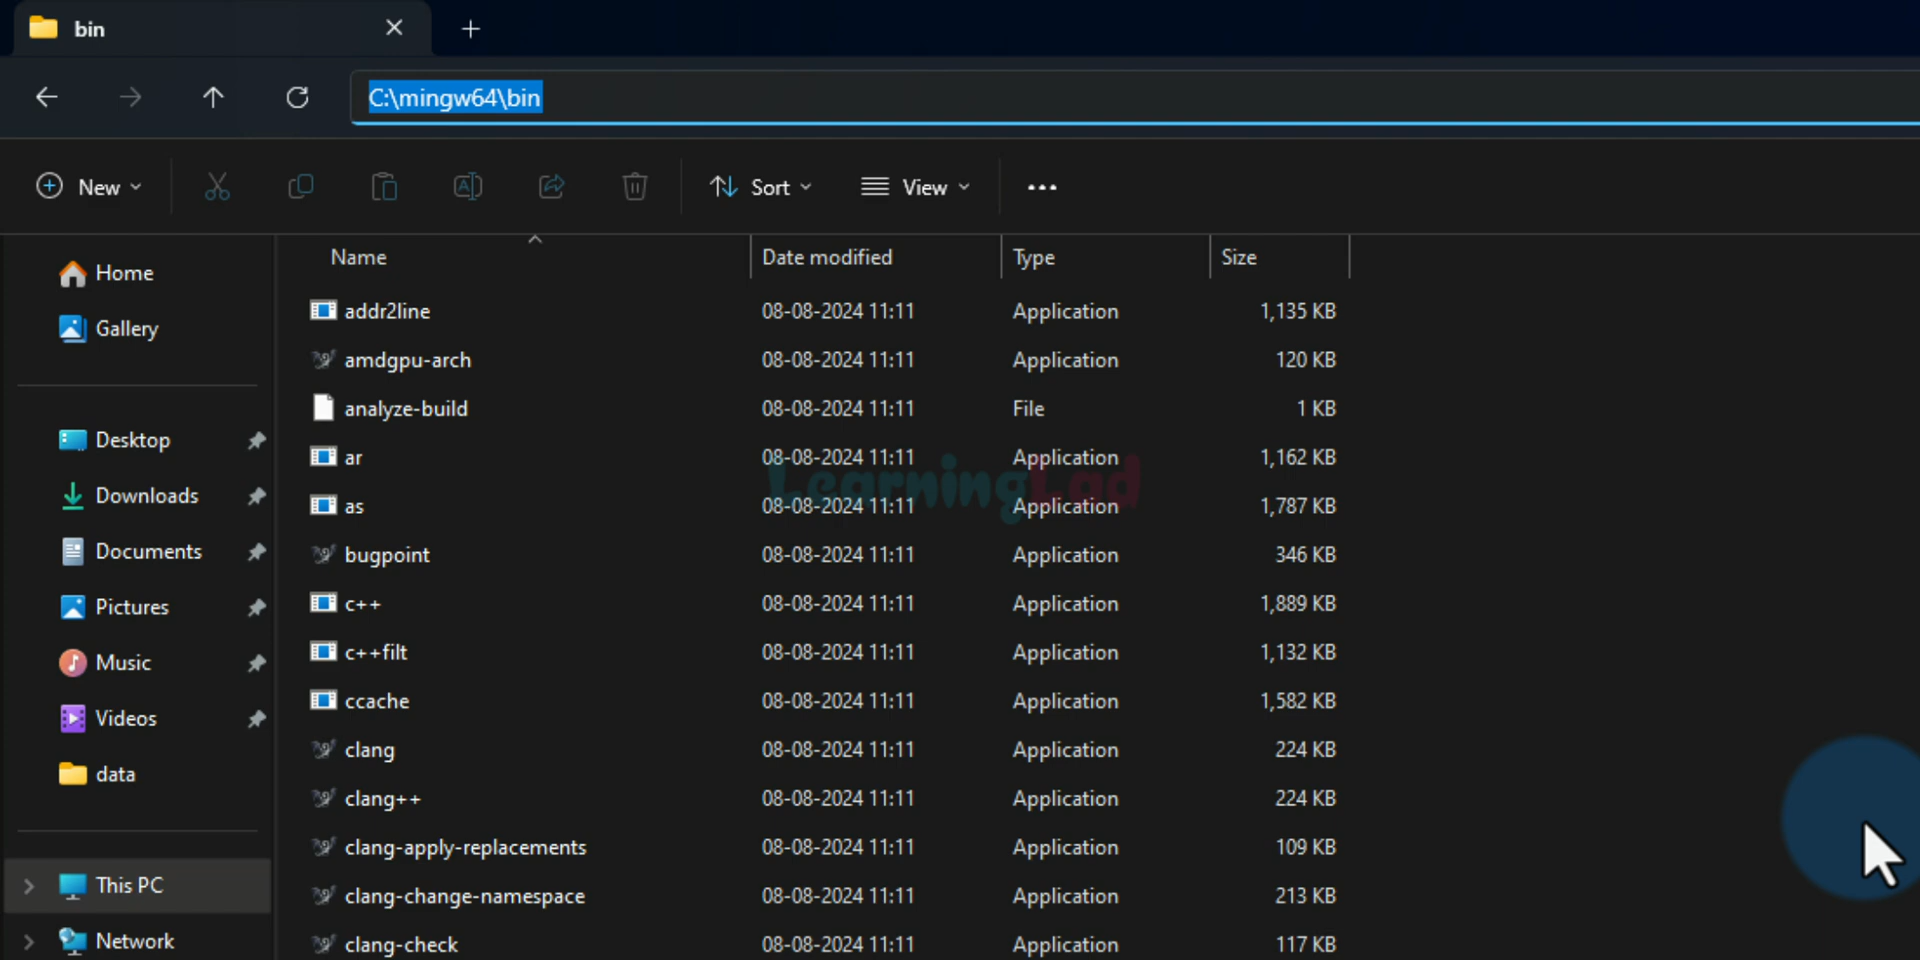 bin
C:\mingw64\bin
New
Sort
View
Name Date modified Type Size
Home
Gallery
Desktop
Downloads
Documents
Pictures
Music
Videos
data
This PC
Network
addr2line 08-08-2024 11:11 Application 1,135 KB
amdgpu-arch 08-08-2024 11:11 Application 120 KB
analyze-build 08-08-2024 11:11 File 1 KB
ar 08-08-2024 11:11 Application 1,162 KB
as 08-08-2024 11:11 Application 1,787 KB
bugpoint 08-08-2024 11:11 Application 346 KB
c++ 08-08-2024 11:11 Application 1,889 KB
c++filt 08-08-2024 11:11 Application 1,132 KB
ccache 08-08-2024 11:11 Application 1,582 KB
clang 08-08-2024 11:11 Application 224 KB
clang++ 08-08-2024 11:11 Application 224 KB
clang-apply-replacements 08-08-2024 11:11 Application 109 KB
clang-change-namespace 08-08-2024 11:11 Application 213 KB
clang-check 08-08-2024 11:11 Application 117 KB
LearningLad